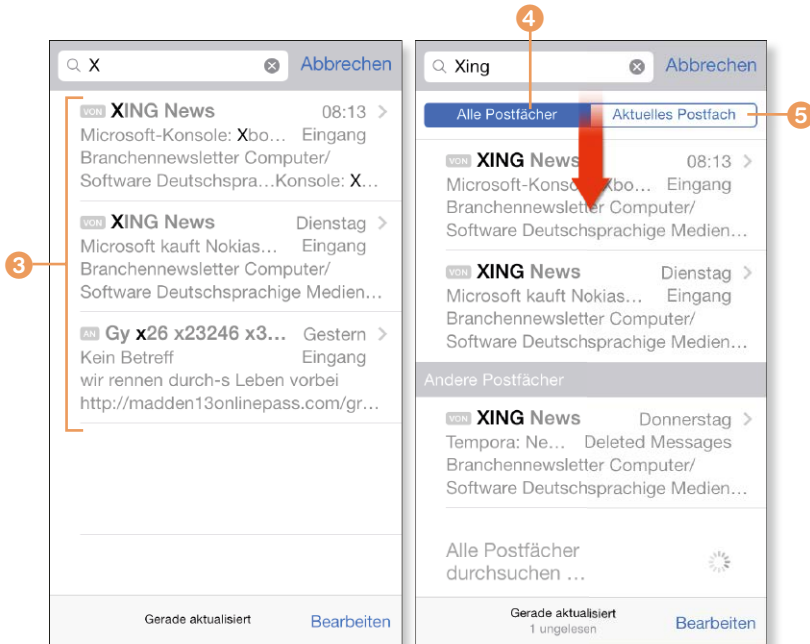 4
X
Abbrechen
VON XING News 08:13
Microsoft-Konsole: Xbo... Eingang
Branchennewsletter Computer/
Software Deutschspra...Konsole: X...
VON XING News Dienstag
Microsoft kauft Nokias... Eingang
Branchennewsletter Computer/
Software Deutschsprachige Medien...
3
AN Gy x26 x23246 x3... Gestern
Kein Betreff Eingang
wir rennen durch-s Leben vorbei
http://madden13onlinepass.com/gr...
Gerade aktualisiert
Bearbeiten
Xing
Abbrechen
Alle Postfächer
Aktuelles Postfach
5
VON XING News 08:13
Microsoft-Konso Xbo... Eingang
Branchennewsletter Computer/
Software Deutschsprachige Medien...
VON XING News Dienstag
Microsoft kauft Nokias... Eingang
Branchennewsletter Computer/
Software Deutschsprachige Medien...
Andere Postfächer
VON XING News Donnerstag
Tempora: Ne... Deleted Messages
Branchennewsletter Computer/
Software Deutschsprachige Medien...
Alle Postfächer
durchsuchen ...
Gerade aktualisiert
1 ungelesen
Bearbeiten